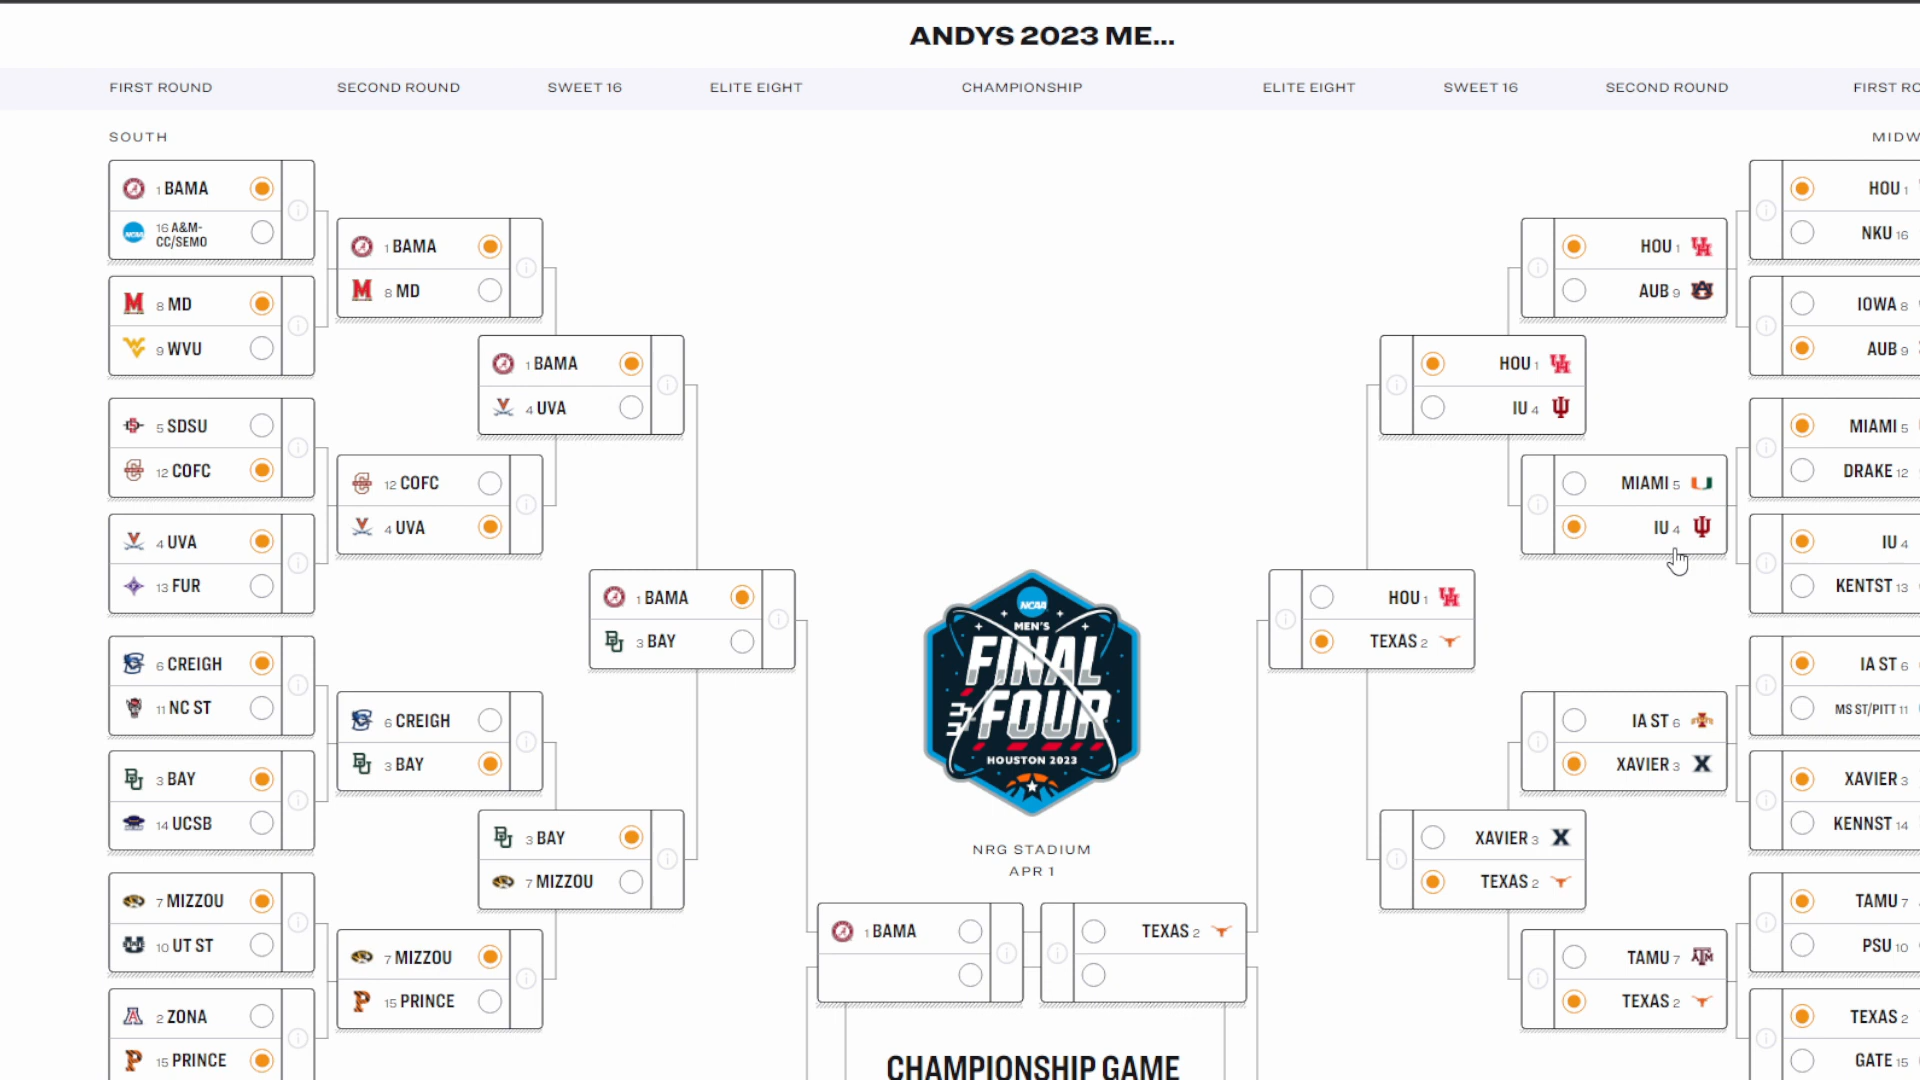 ANDYS 2023 ME...
FIRST ROUND
SECOND ROUND
SWEET 16
ELITE EIGHT
CHAMPIONSHIP
ELITE EIGHT
SWEET 16
SECOND ROUND
FIRST RO
SOUTH
1 BAMA
16 A&M-
CC/SEMO
8 MD
9 WVU
5 SDSU
12 COFC
4 UVA
13 FUR
6 CREIGH
11 NC ST
3 BAY
14 UCSB
7 MIZZOU
10 UT ST
2 ZONA
15 PRINCE
1 BAMA
8 MD
12 COFC
4 UVA
6 CREIGH
3 BAY
7 MIZZOU
15 PRINCE
1 BAMA
4 UVA
3 BAY
7 MIZZOU
1 BAMA
3 BAY
NCAA
MEN'S
FINAL
FOUR
HOUSTON 2023
NRG STADIUM
APR 1
1 BAMA
TEXAS 2
CHAMPIONSHIP GAME
HOU 1
TEXAS 2
HOU 1
IU 4
XAVIER 3
TEXAS 2
HOU 1
AUB 9
MIAMI 5
IU 4
IA ST 6
XAVIER 3
TAMU 7
TEXAS 2
MIDW
HOU 1
NKU 16
IOWA 8
AUB 9
MIAMI 5
DRAKE 12
IU 4
KENTST 13
IA ST 6
MS ST/PITT 11
XAVIER 3
KENNST 14
TAMU 7
PSU 10
TEXAS 2
GATE 15